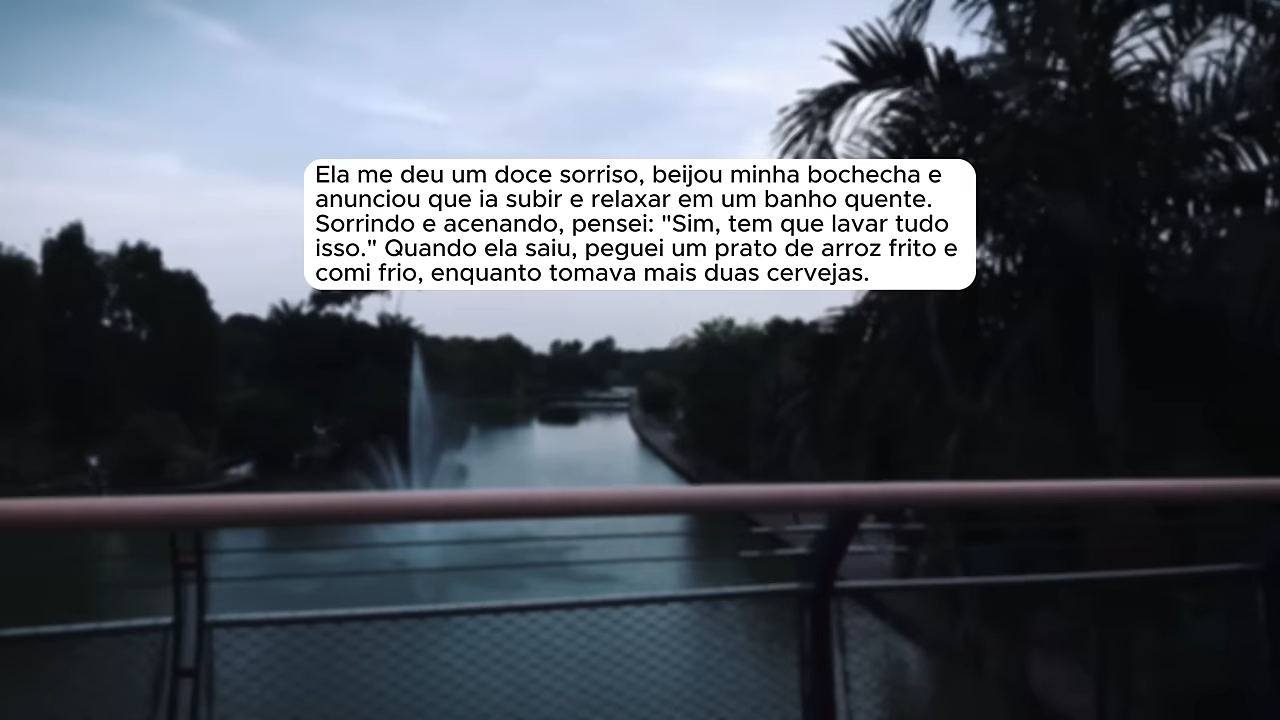 Ela me deu um doce sorriso, beijou minha bochecha e
anunciou que ia subir e relaxar em um banho quente.
Sorrindo e acenando, pensei: "Sim, tem que lavar tudo
isso." Quando ela saiu, peguei um prato de arroz frito e
comi frio, enquanto tomava mais duas cervejas.